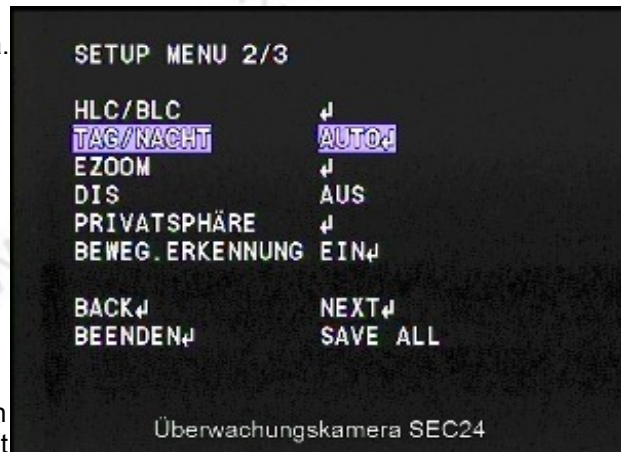 a.
SETUP MENU 2/3
HLC/BLC ↲
TAG/NACHT AUTO↲
EZOOM ↲
DIS AUS
PRIVATSPHÄRE ↲
BEWEG.ERKENNUNG EIN↲
BACK↲ NEXT↲
BEENDEN↲ SAVE ALL
n
Überwachungskamera SEC24
t